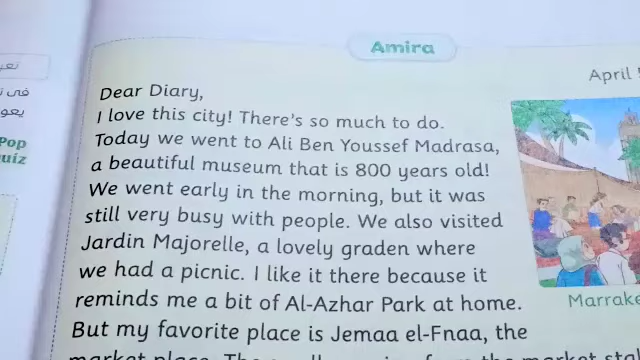 Amira
April
Dear Diary,
I love this city! There's so much to do.
Today we went to Ali Ben Youssef Madrasa,
a beautiful museum that is 800 years old!
We went early in the morning, but it was
still very busy with people. We also visited
Jardin Majorelle, a lovely graden where
we had a picnic. I like it there because it
reminds me a bit of Al-Azhar Park at home.
But my favorite place is Jemaa el-Fnaa, the
market place. The
Marrake
Pop
uiz